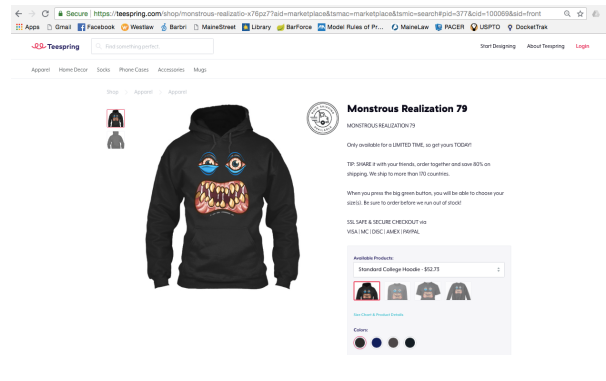 Secure | https://teespring.com/shop/monstrous-realizatio-x76pz7?aid=marketplace&tsmac=marketplace&tsmic=search#pid=377&cid=100069&sid=front
Apps Gmail Facebook Westlaw Barbri MaineStreet Library BarForce Model Rules of Pr... MaineLaw PACER USPTO DocketTrak
Teespring Find something perfect Start Designing About Teespring Login
Apparel Home Decor Socks Phone Cases Accessories Mugs
Shop / Apparel / Apparel
Monstrous Realization 79
MONSTROUS REALIZATION 79
Only available for a LIMITED TIME, so get yours TODAY!
TIP: SHARE it with your friends, order together and save 80% on
shipping. We ship to more than 170 countries.
When you press the big green button, you will be able to choose your
size(s). Be sure to order before we run out of stock!
SSL SAFE & SECURE CHECKOUT via
VISA | MC | DISC | AMEX | PAYPAL
Available Products:
Standard College Hoodie - $52.73
Size Chart & Product Details
Colors: